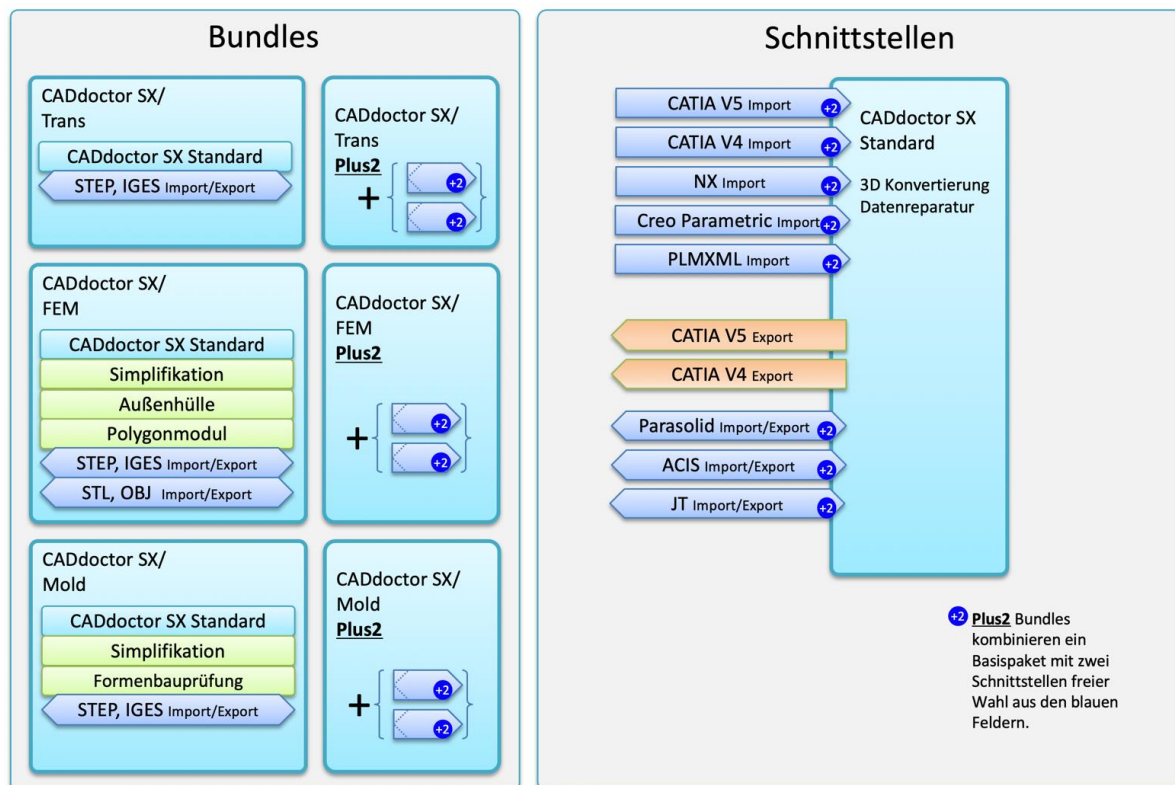 Bundles
CADdoctor SX/
Trans
CADdoctor SX Standard
STEP, IGES Import/Export
CADdoctor SX/
Trans
Plus2
+
+2
+2
CADdoctor SX/
FEM
CADdoctor SX Standard
Simplifikation
Außenhülle
Polygonmodul
STEP, IGES Import/Export
STL, OBJ Import/Export
CADdoctor SX/
FEM
Plus2
+
+2
+2
CADdoctor SX/
Mold
CADdoctor SX Standard
Simplifikation
Formenbauprüfung
STEP, IGES Import/Export
CADdoctor SX/
Mold
Plus2
+
+2
+2
Schnittstellen
CATIA V5 Import +2
CATIA V4 Import +2
NX Import +2
Creo Parametric Import +2
PLMXML Import +2
CATIA V5 Export
CATIA V4 Export
Parasolid Import/Export +2
ACIS Import/Export +2
JT Import/Export +2
CADdoctor SX
Standard
3D Konvertierung
Datenreparatur
+2 Plus2 Bundles
kombinieren ein
Basispaket mit zwei
Schnittstellen freier
Wahl aus den blauen
Feldern.